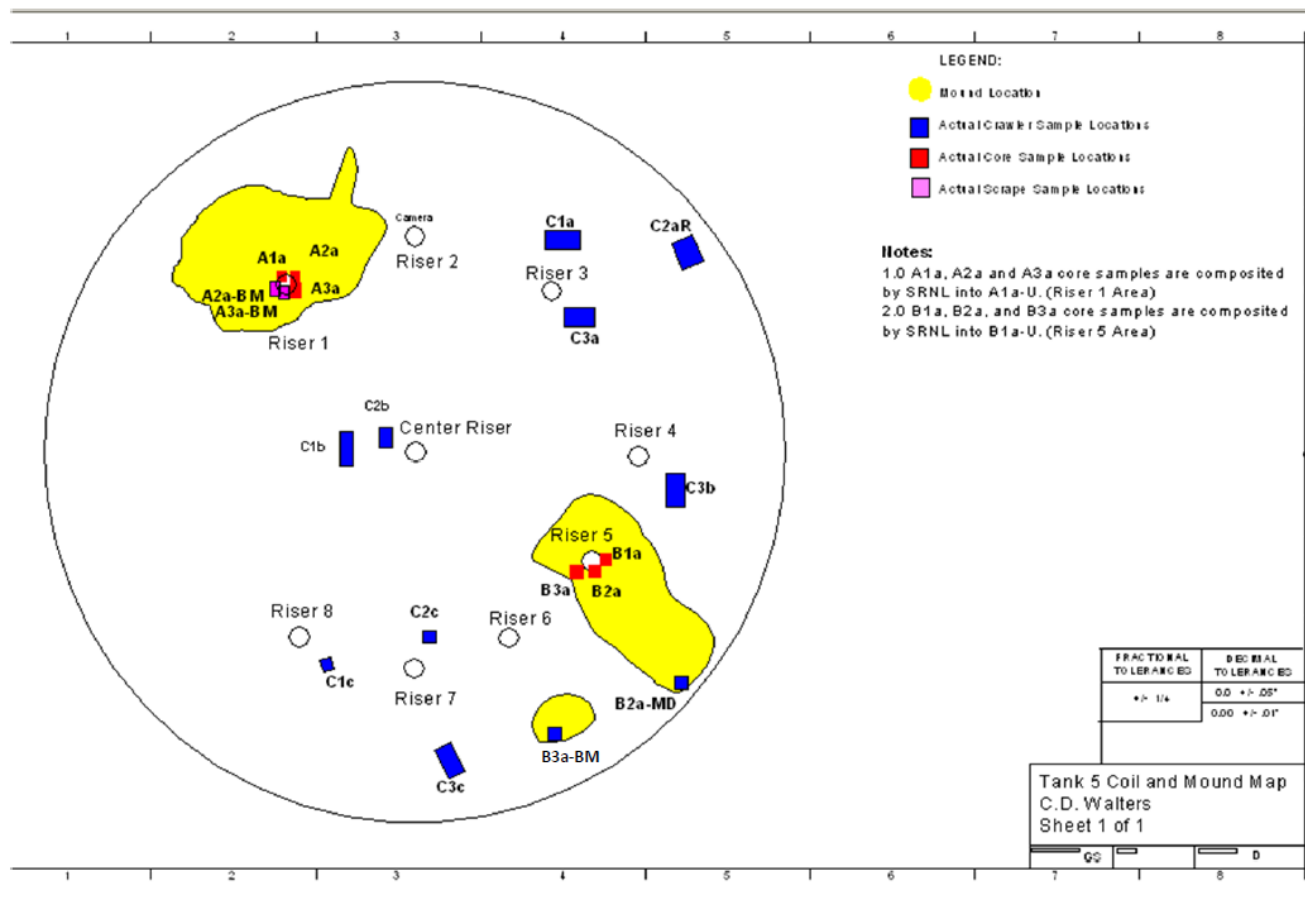 1 2 3 4 5 6 7 8
LEGEND:
Mound Location
Actual Crawler Sample Locations
Actual Core Sample Locations
Actual Scrape Sample Locations
Notes:
1.0 A1a, A2a and A3a core samples are composited
by SRNL into A1a-U. (Riser 1 Area)
2.0 B1a, B2a, and B3a core samples are composited
by SRNL into B1a-U. (Riser 5 Area)
Camera
Riser 2
C1a
C2aR
Riser 3
C3a
A1a
A2a
A2a-BM
A3a
A3a-BM
Riser 1
C2b
C1b
Center Riser
Riser 4
C3b
Riser 5
B1a
B3a
B2a
Riser 8
C2c
Riser 6
C1c
Riser 7
B2a-MD
B3a-BM
C3c
FRACTIONAL
TOLERANCES
DECIMAL
TOLERANCES
+/- 1/4
0.0 +/- .05"
0.00 +/- .01"
Tank 5 Coil and Mound Map
C.D. Walters
Sheet 1 of 1
GS
D
1 2 3 4 5 6 7 8